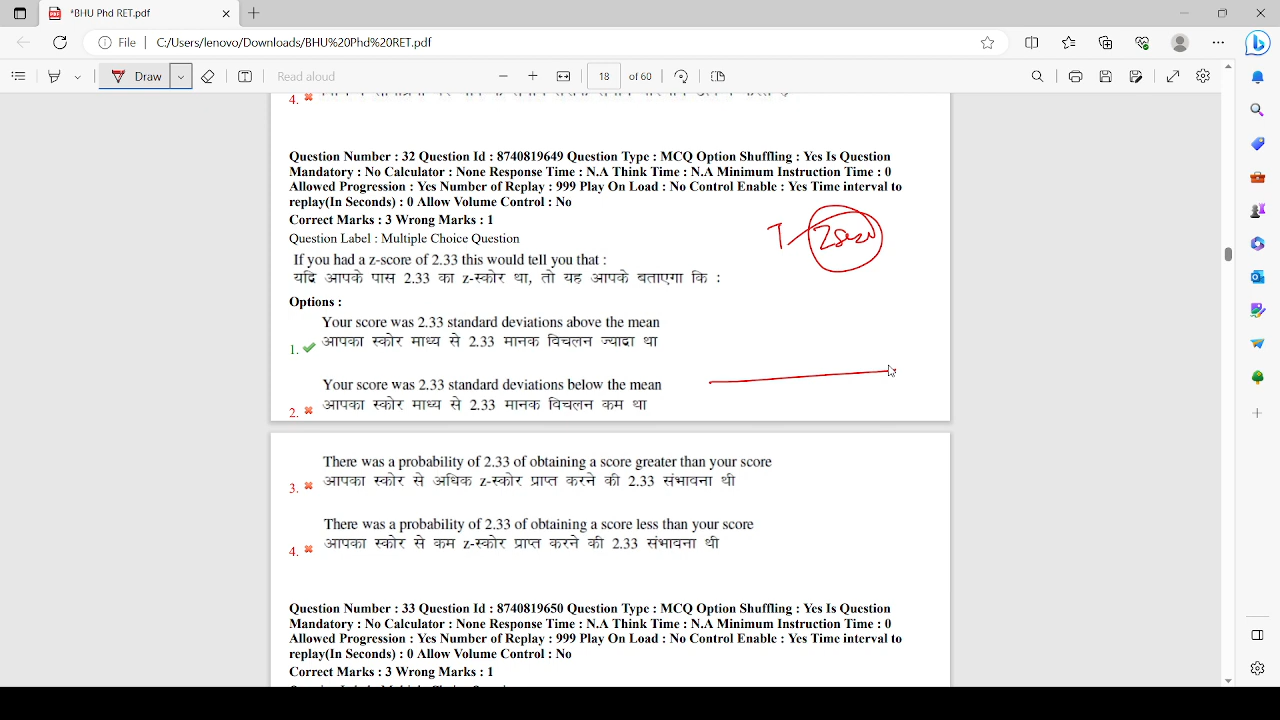 *BHU Phd RET.pdf
File
C:/Users/lenovo/Downloads/BHU%20Phd%20RET.pdf
Draw
Read aloud
18 of 60
4.
Question Number : 32 Question Id : 8740819649 Question Type : MCQ Option Shuffling : Yes Is Question
Mandatory : No Calculator : None Response Time : N.A Think Time : N.A Minimum Instruction Time : 0
Allowed Progression : Yes Number of Replay : 999 Play On Load : No Control Enable : Yes Time interval to
replay(In Seconds) : 0 Allow Volume Control : No
Correct Marks : 3 Wrong Marks : 1
Question Label : Multiple Choice Question
If you had a z-score of 2.33 this would tell you that :
यदि आपके पास 2.33 का z-स्कोर था, तो यह आपके बताएगा कि :
Options :
Your score was 2.33 standard deviations above the mean
1. आपका स्कोर माध्य से 2.33 मानक विचलन ज्यादा था
Your score was 2.33 standard deviations below the mean
2. आपका स्कोर माध्य से 2.33 मानक विचलन कम था
There was a probability of 2.33 of obtaining a score greater than your score
3. आपका स्कोर से अधिक z-स्कोर प्राप्त करने की 2.33 संभावना थी
There was a probability of 2.33 of obtaining a score less than your score
4. आपका स्कोर से कम z-स्कोर प्राप्त करने की 2.33 संभावना थी
Question Number : 33 Question Id : 8740819650 Question Type : MCQ Option Shuffling : Yes Is Question
Mandatory : No Calculator : None Response Time : N.A Think Time : N.A Minimum Instruction Time : 0
Allowed Progression : Yes Number of Replay : 999 Play On Load : No Control Enable : Yes Time interval to
replay(In Seconds) : 0 Allow Volume Control : No
Correct Marks : 3 Wrong Marks : 1